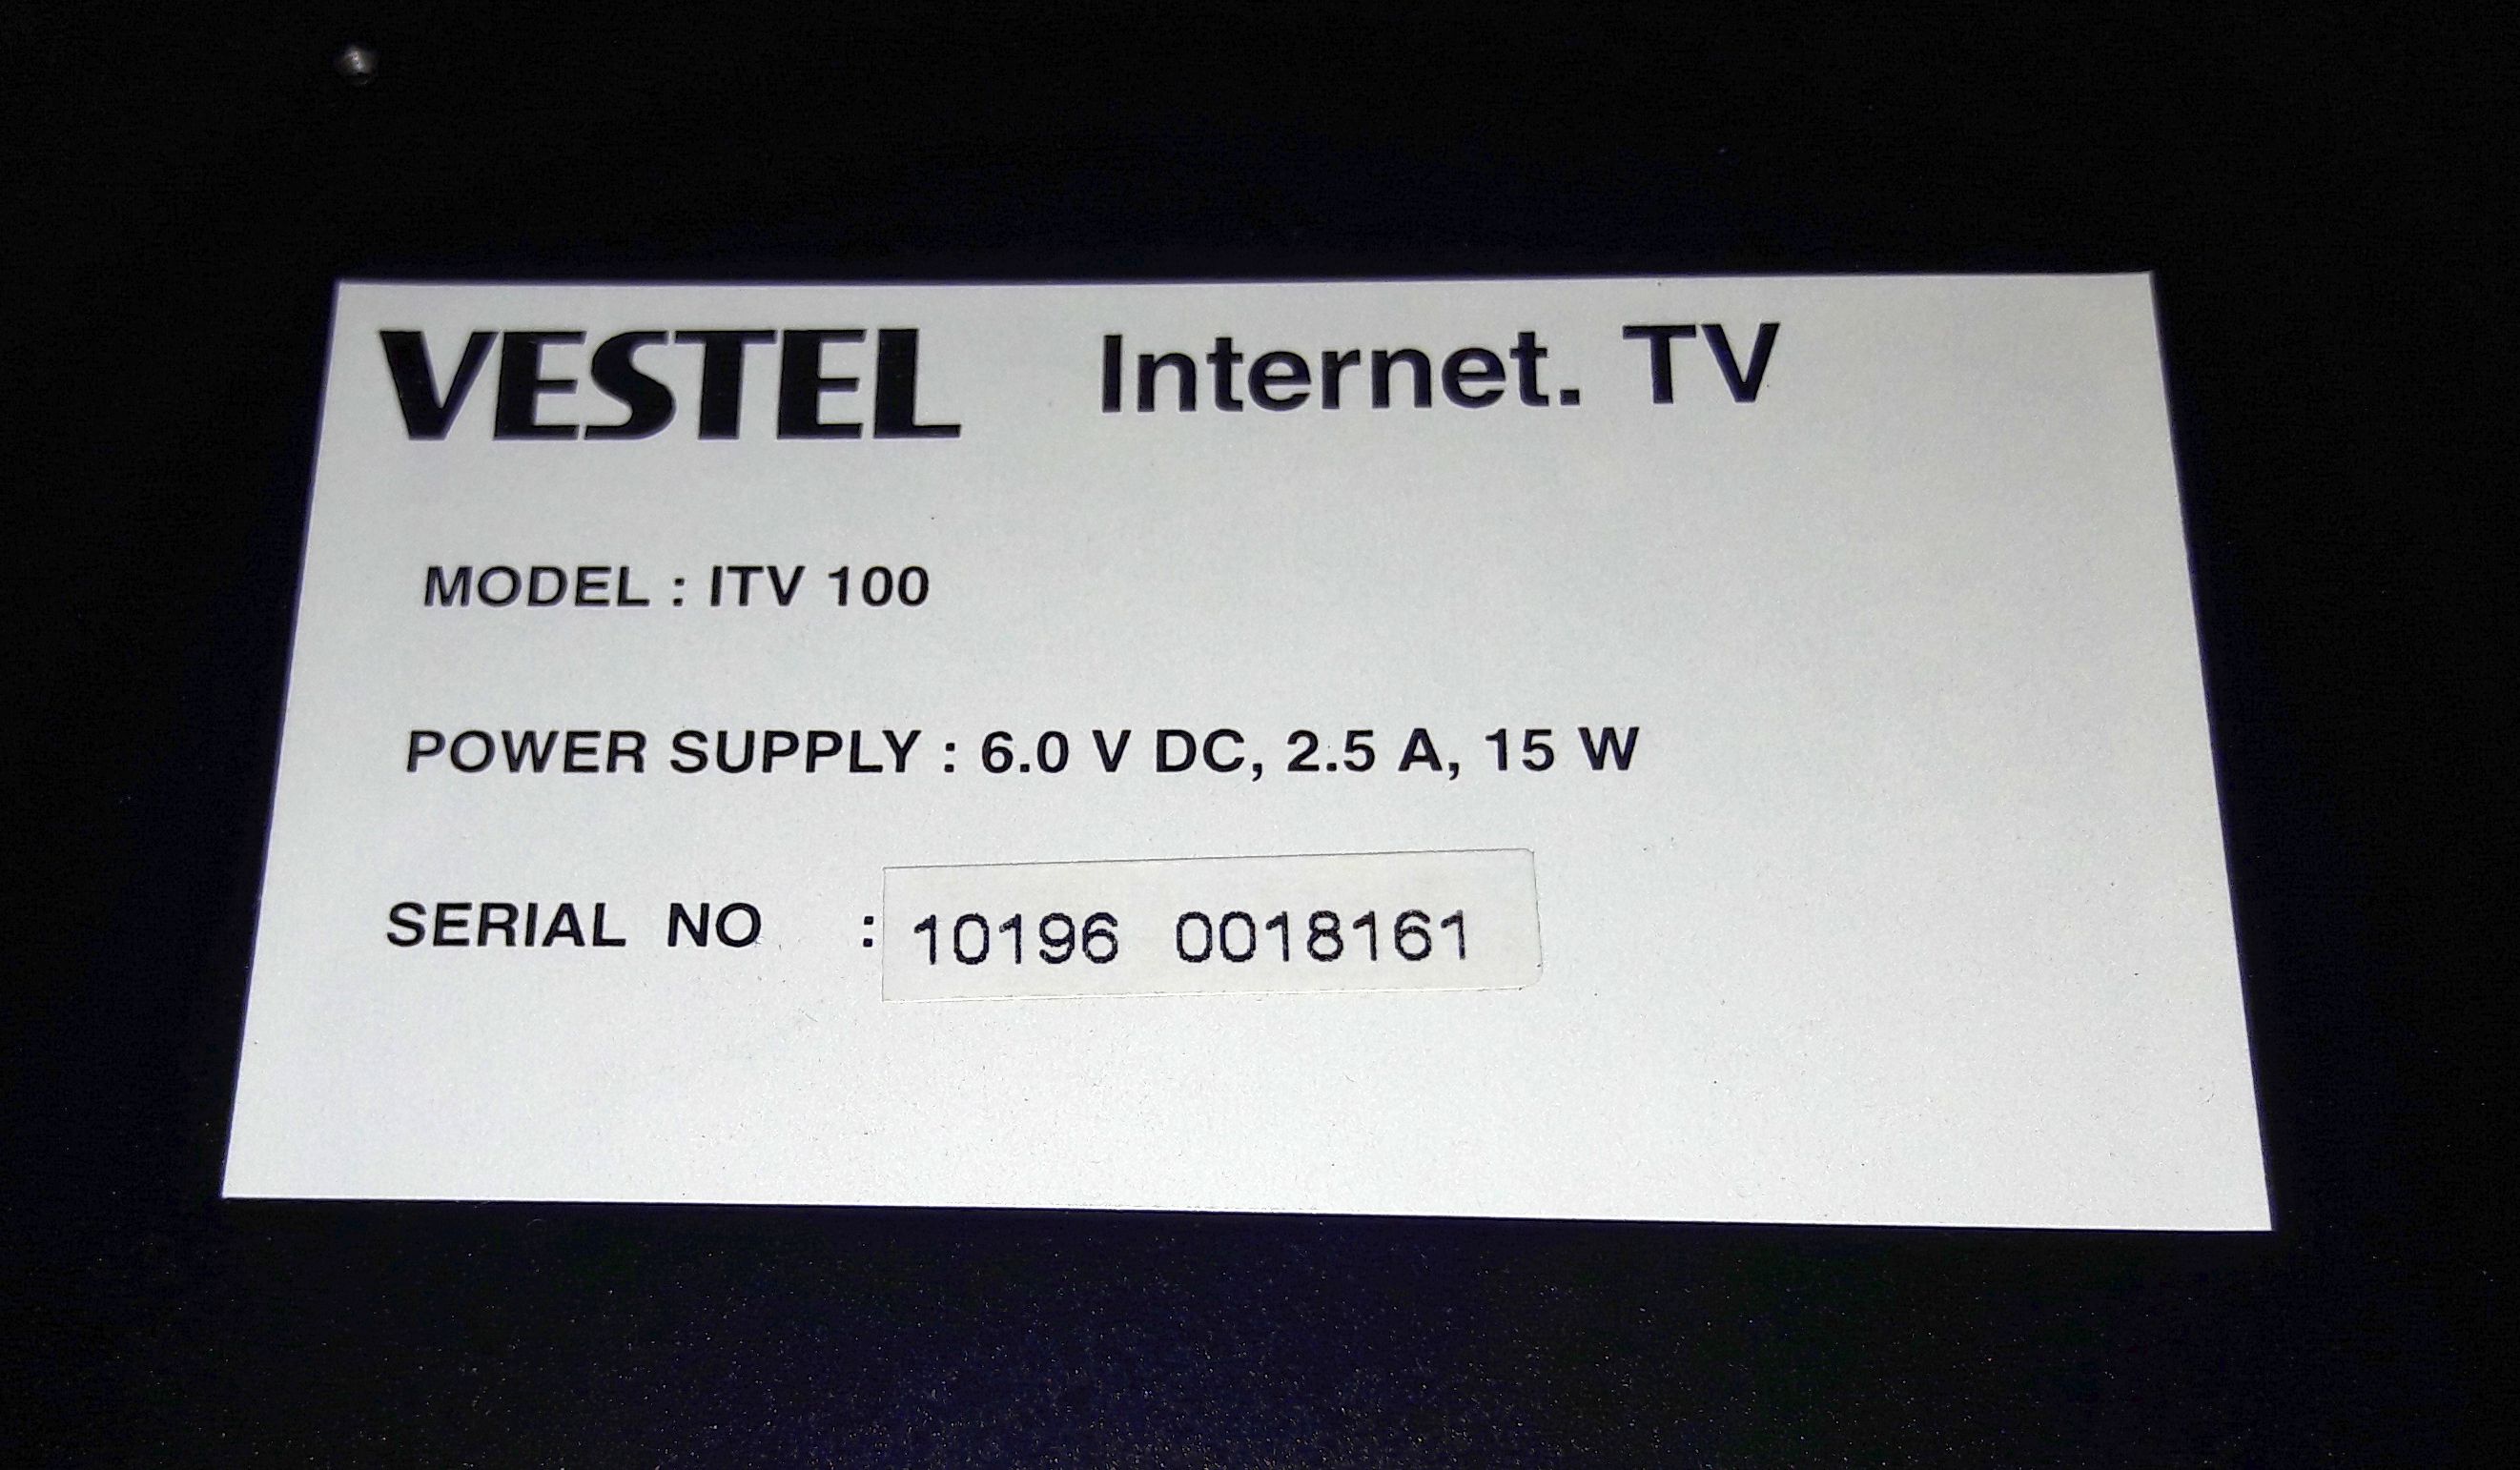 VESTEL Internet. TV
MODEL : ITV 100
POWER SUPPLY : 6.0 V DC, 2.5 A, 15 W
SERIAL NO : 10196 0018161